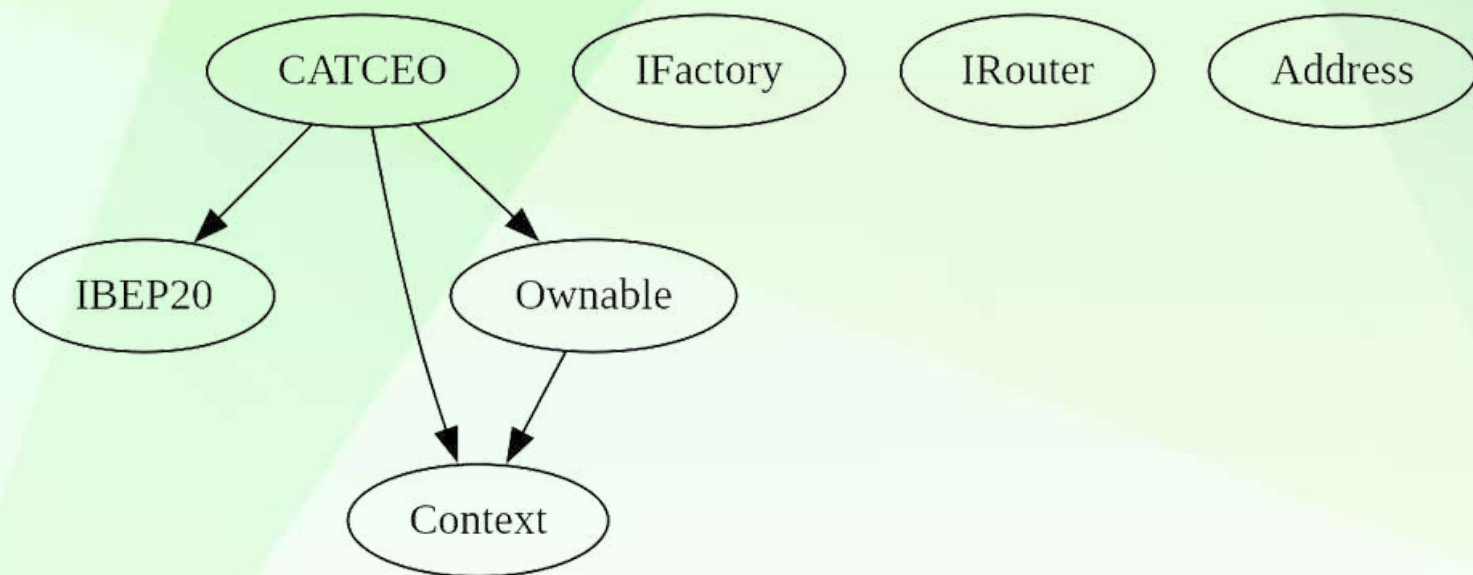 CATCEO
IFactory
IRouter
Address
IBEP20
Ownable
Context